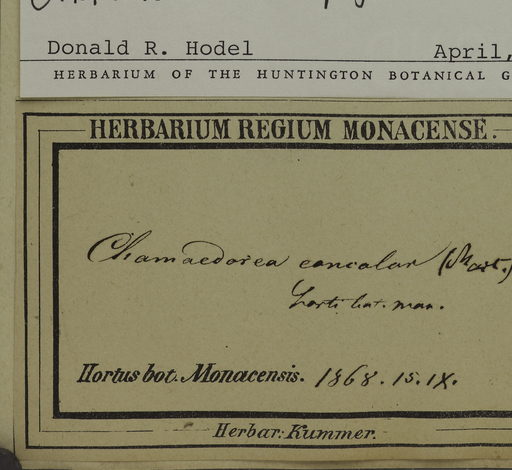 Donald R. Hodel April,
HERBARIUM OF THE HUNTINGTON BOTANICAL G
HERBARIUM REGIUM MONACENSE.
Chamaedorea concolor (Mart.)
Horti bot. mon.
Hortus bot. Monacensis. 1868. 15. IX.
Herbar: Kummer.